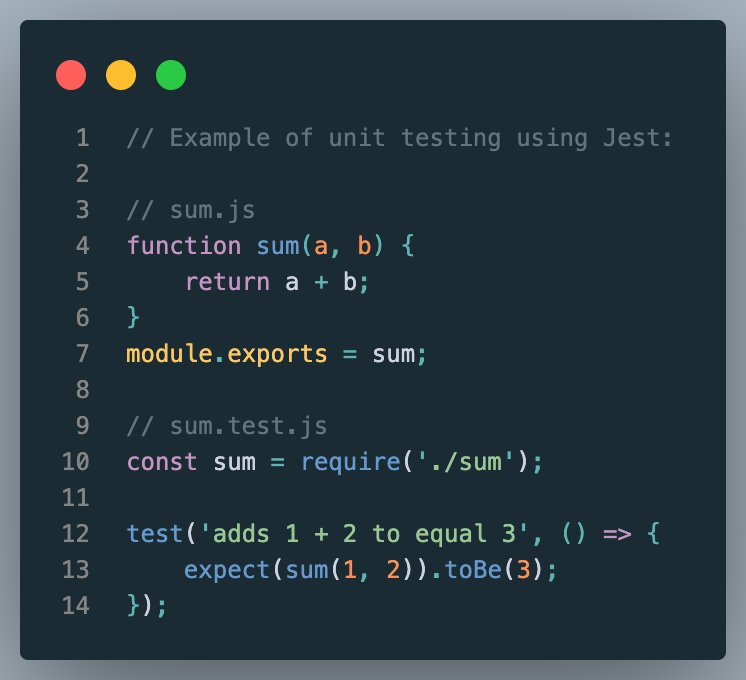 1 // Example of unit testing using Jest:
2
3 // sum.js
4 function sum(a, b) {
5     return a + b;
6 }
7 module.exports = sum;
8
9 // sum.test.js
10 const sum = require('./sum');
11
12 test('adds 1 + 2 to equal 3', () => {
13     expect(sum(1, 2)).toBe(3);
14 });